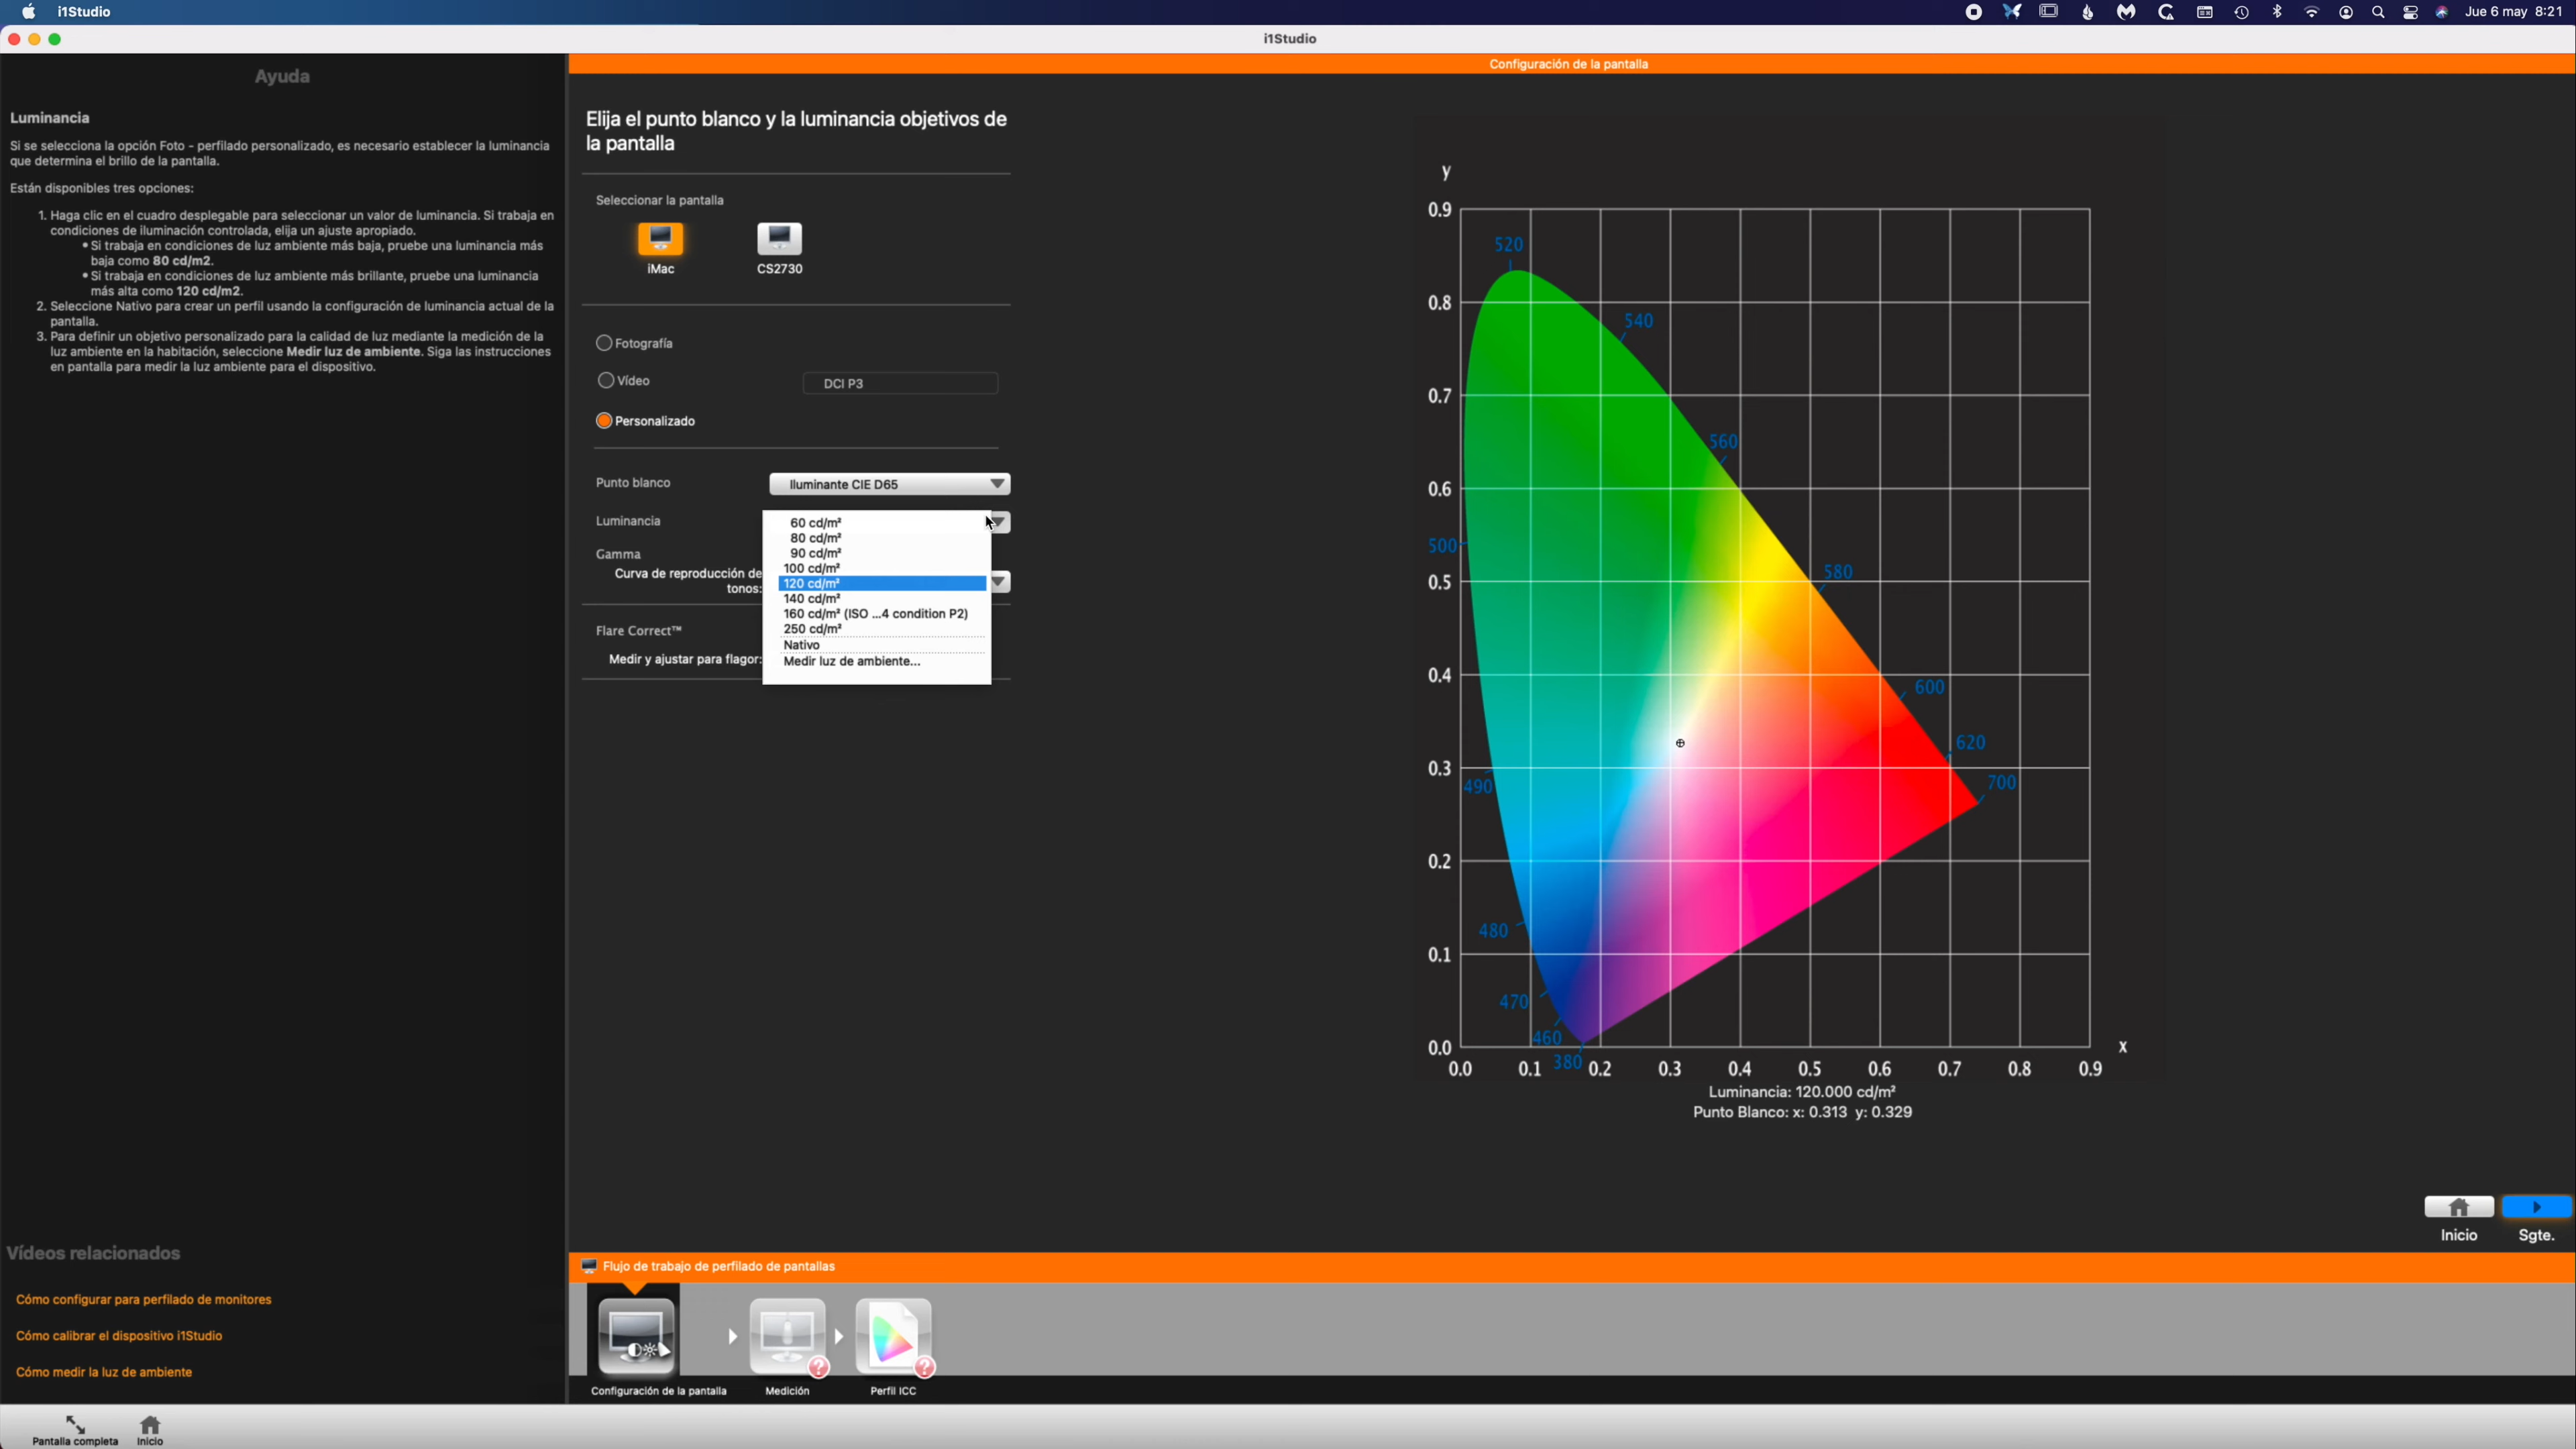 i1Studio
Jue 6 may 8:21
i1Studio
Ayuda
Luminancia
Si se selecciona la opción Foto - perfilado personalizado, es necesario establecer la luminancia
que determina el brillo de la pantalla.
Están disponibles tres opciones:
1. Haga clic en el cuadro desplegable para seleccionar un valor de luminancia. Si trabaja en
condiciones de iluminación controlada, elija un ajuste apropiado.
• Si trabaja en condiciones de luz ambiente más baja, pruebe una luminancia más
baja como 80 cd/m2.
• Si trabaja en condiciones de luz ambiente más brillante, pruebe una luminancia
más alta como 120 cd/m2.
2. Seleccione Nativo para crear un perfil usando la configuración de luminancia actual de la
pantalla.
3. Para definir un objetivo personalizado para la calidad de luz mediante la medición de la
luz ambiente en la habitación, seleccione Medir luz de ambiente. Siga las instrucciones
en pantalla para medir la luz ambiente para el dispositivo.
Vídeos relacionados
Cómo configurar para perfilado de monitores
Cómo calibrar el dispositivo i1Studio
Cómo medir la luz de ambiente
Pantalla completa
Inicio
Configuración de la pantalla
Elija el punto blanco y la luminancia objetivos de
la pantalla
Seleccionar la pantalla
iMac
CS2730
Fotografía
Vídeo
DCI P3
Personalizado
Punto blanco
Iluminante CIE D65
Luminancia
60 cd/m²
80 cd/m²
90 cd/m²
100 cd/m²
120 cd/m²
140 cd/m²
160 cd/m² (ISO ...4 condition P2)
250 cd/m²
Nativo
Medir luz de ambiente...
Gamma
Curva de reproducción de
tonos:
Flare Correct™
Medir y ajustar para flagor:
y
0.9
0.8
0.7
0.6
0.5
0.4
0.3
0.2
0.1
0.0
520
540
560
500
580
600
620
700
490
480
470
460
380
x
0.0 0.1 0.2 0.3 0.4 0.5 0.6 0.7 0.8 0.9
Luminancia: 120.000 cd/m²
Punto Blanco: x: 0.313 y: 0.329
Inicio
Sgte.
Flujo de trabajo de perfilado de pantallas
Configuración de la pantalla
Medición
Perfil ICC